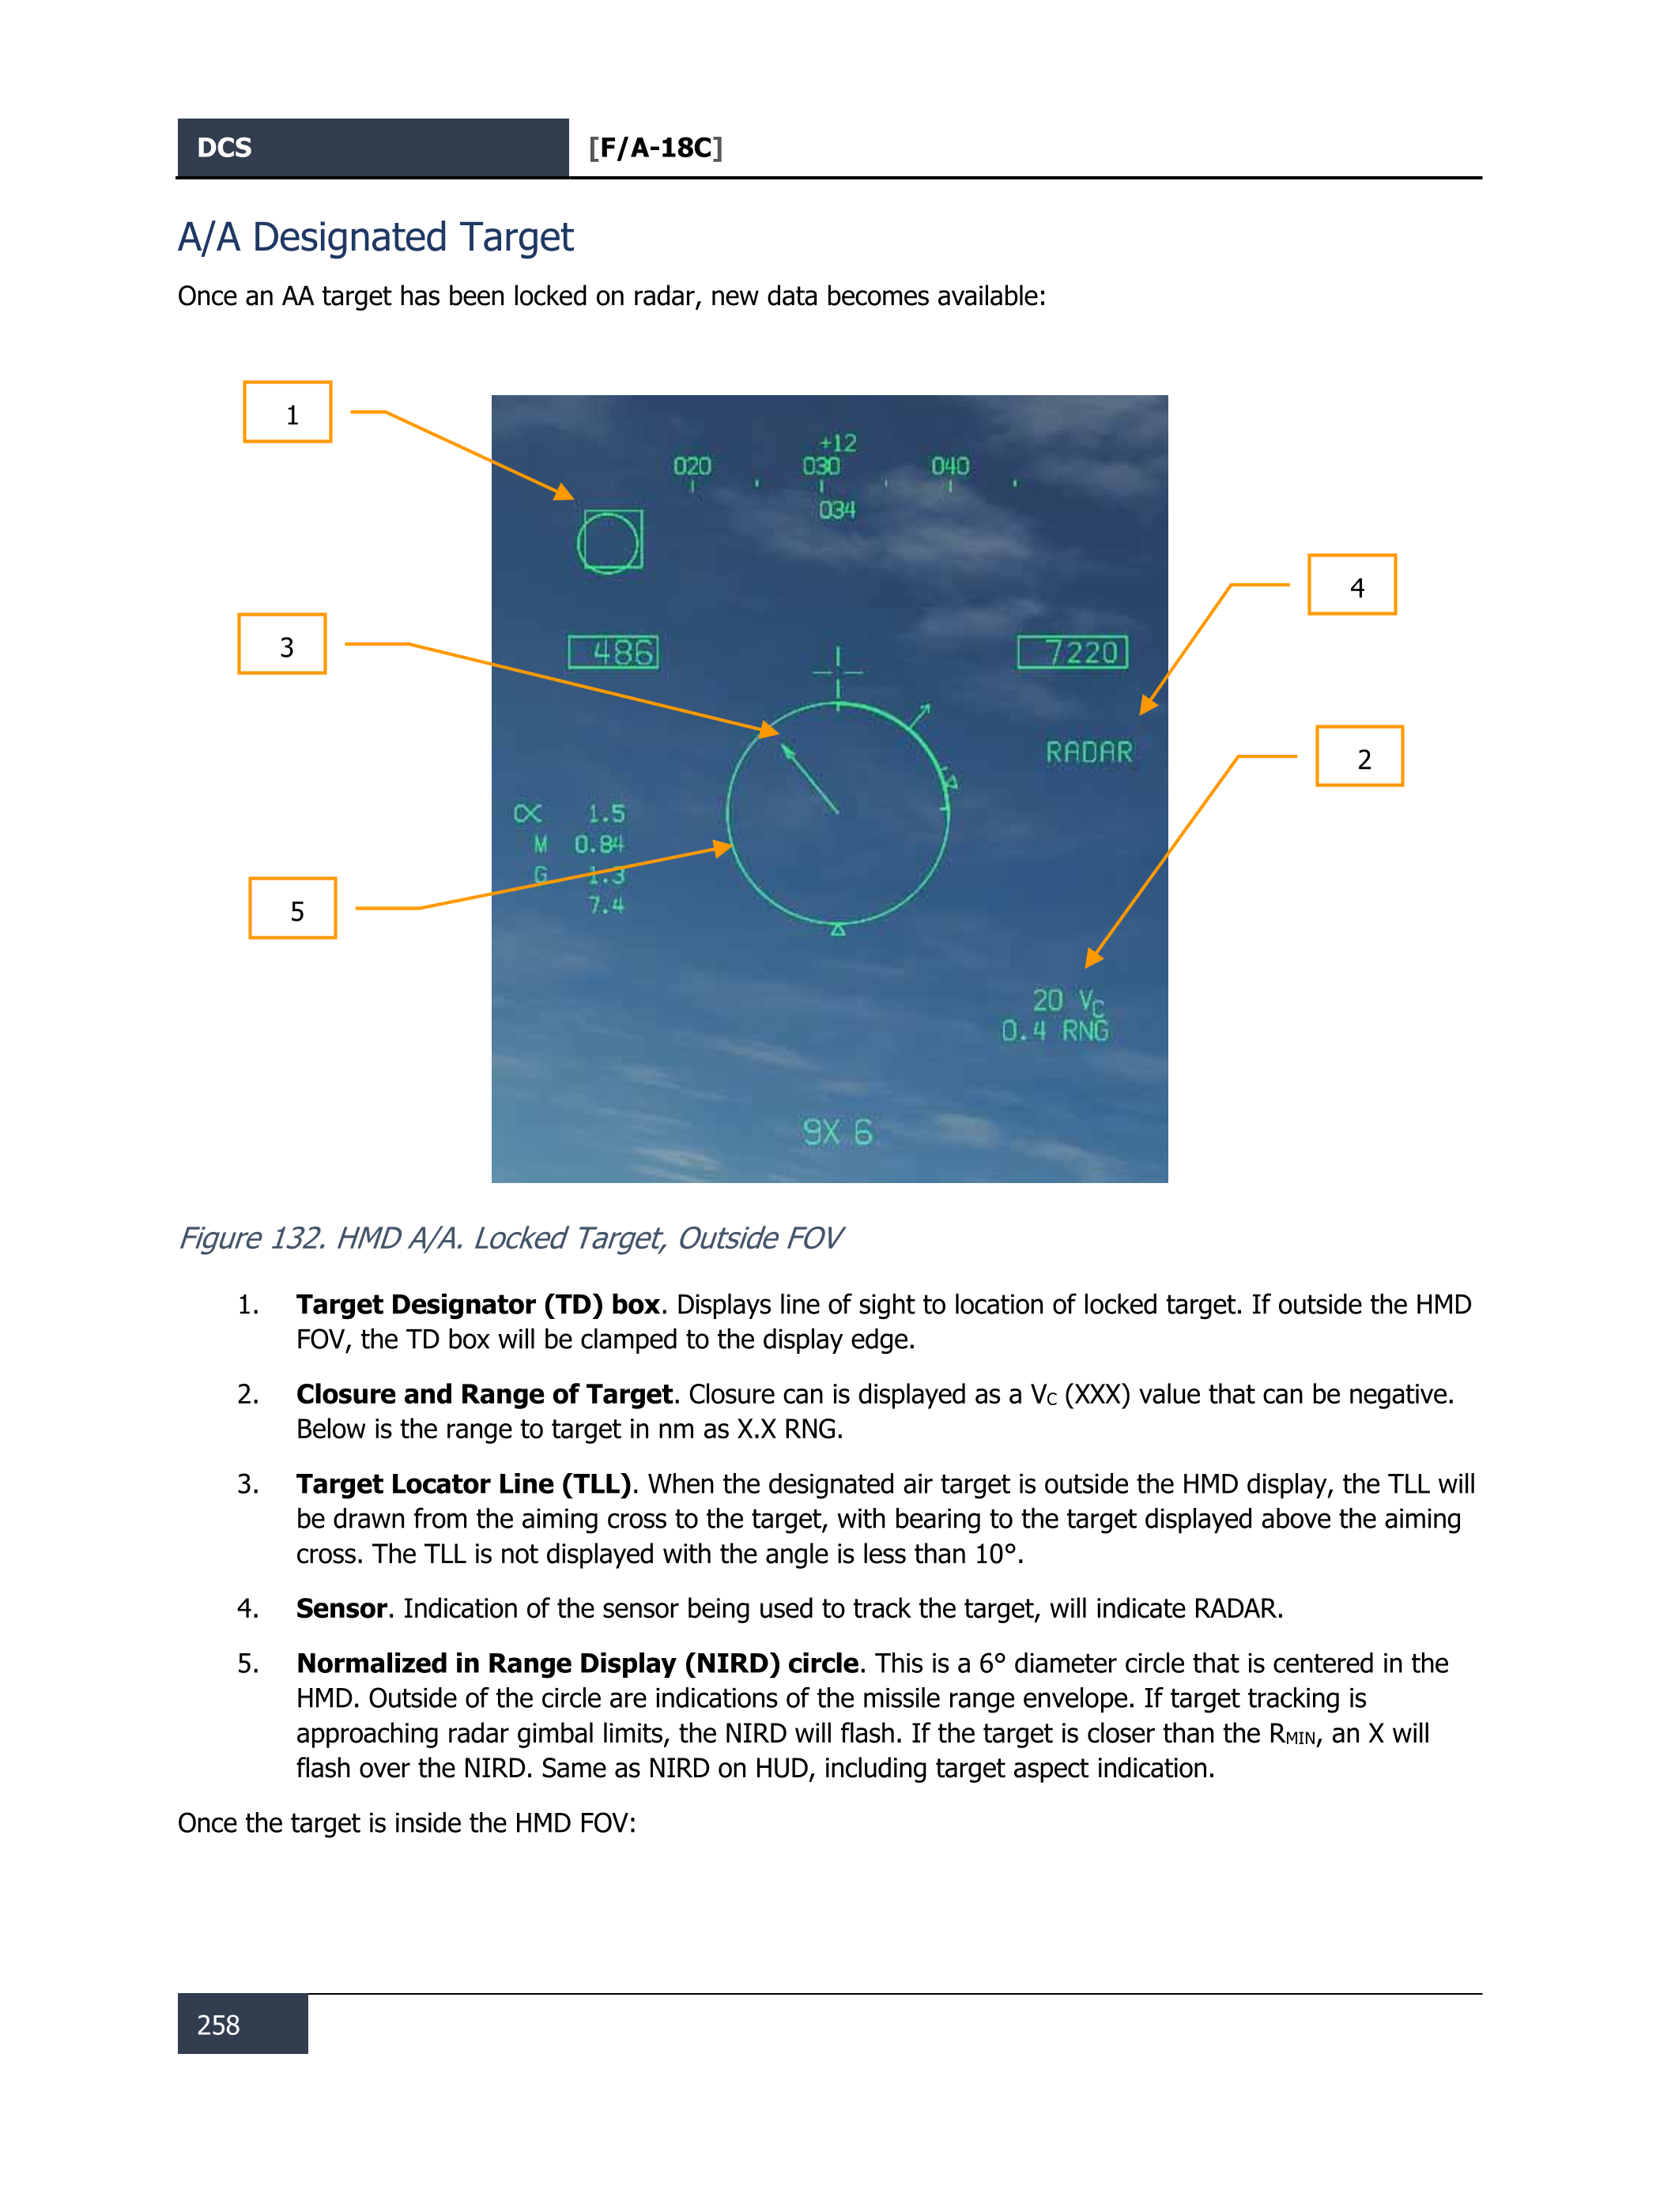 DCS [F/A-18C]
A/A Designated Target
Once an AA target has been locked on radar, new data becomes available:
1
+12
020 030 040
034
4
3
486 7220
RADAR
2
α 1.5
M 0.84
G 1.3
7.4
5
20 VC
0.4 RNG
9X 6
Figure 132. HMD A/A. Locked Target, Outside FOV
1. Target Designator (TD) box. Displays line of sight to location of locked target. If outside the HMD
FOV, the TD box will be clamped to the display edge.
2. Closure and Range of Target. Closure can is displayed as a VC (XXX) value that can be negative.
Below is the range to target in nm as X.X RNG.
3. Target Locator Line (TLL). When the designated air target is outside the HMD display, the TLL will
be drawn from the aiming cross to the target, with bearing to the target displayed above the aiming
cross. The TLL is not displayed with the angle is less than 10°.
4. Sensor. Indication of the sensor being used to track the target, will indicate RADAR.
5. Normalized in Range Display (NIRD) circle. This is a 6° diameter circle that is centered in the
HMD. Outside of the circle are indications of the missile range envelope. If target tracking is
approaching radar gimbal limits, the NIRD will flash. If the target is closer than the RMIN, an X will
flash over the NIRD. Same as NIRD on HUD, including target aspect indication.
Once the target is inside the HMD FOV:
258